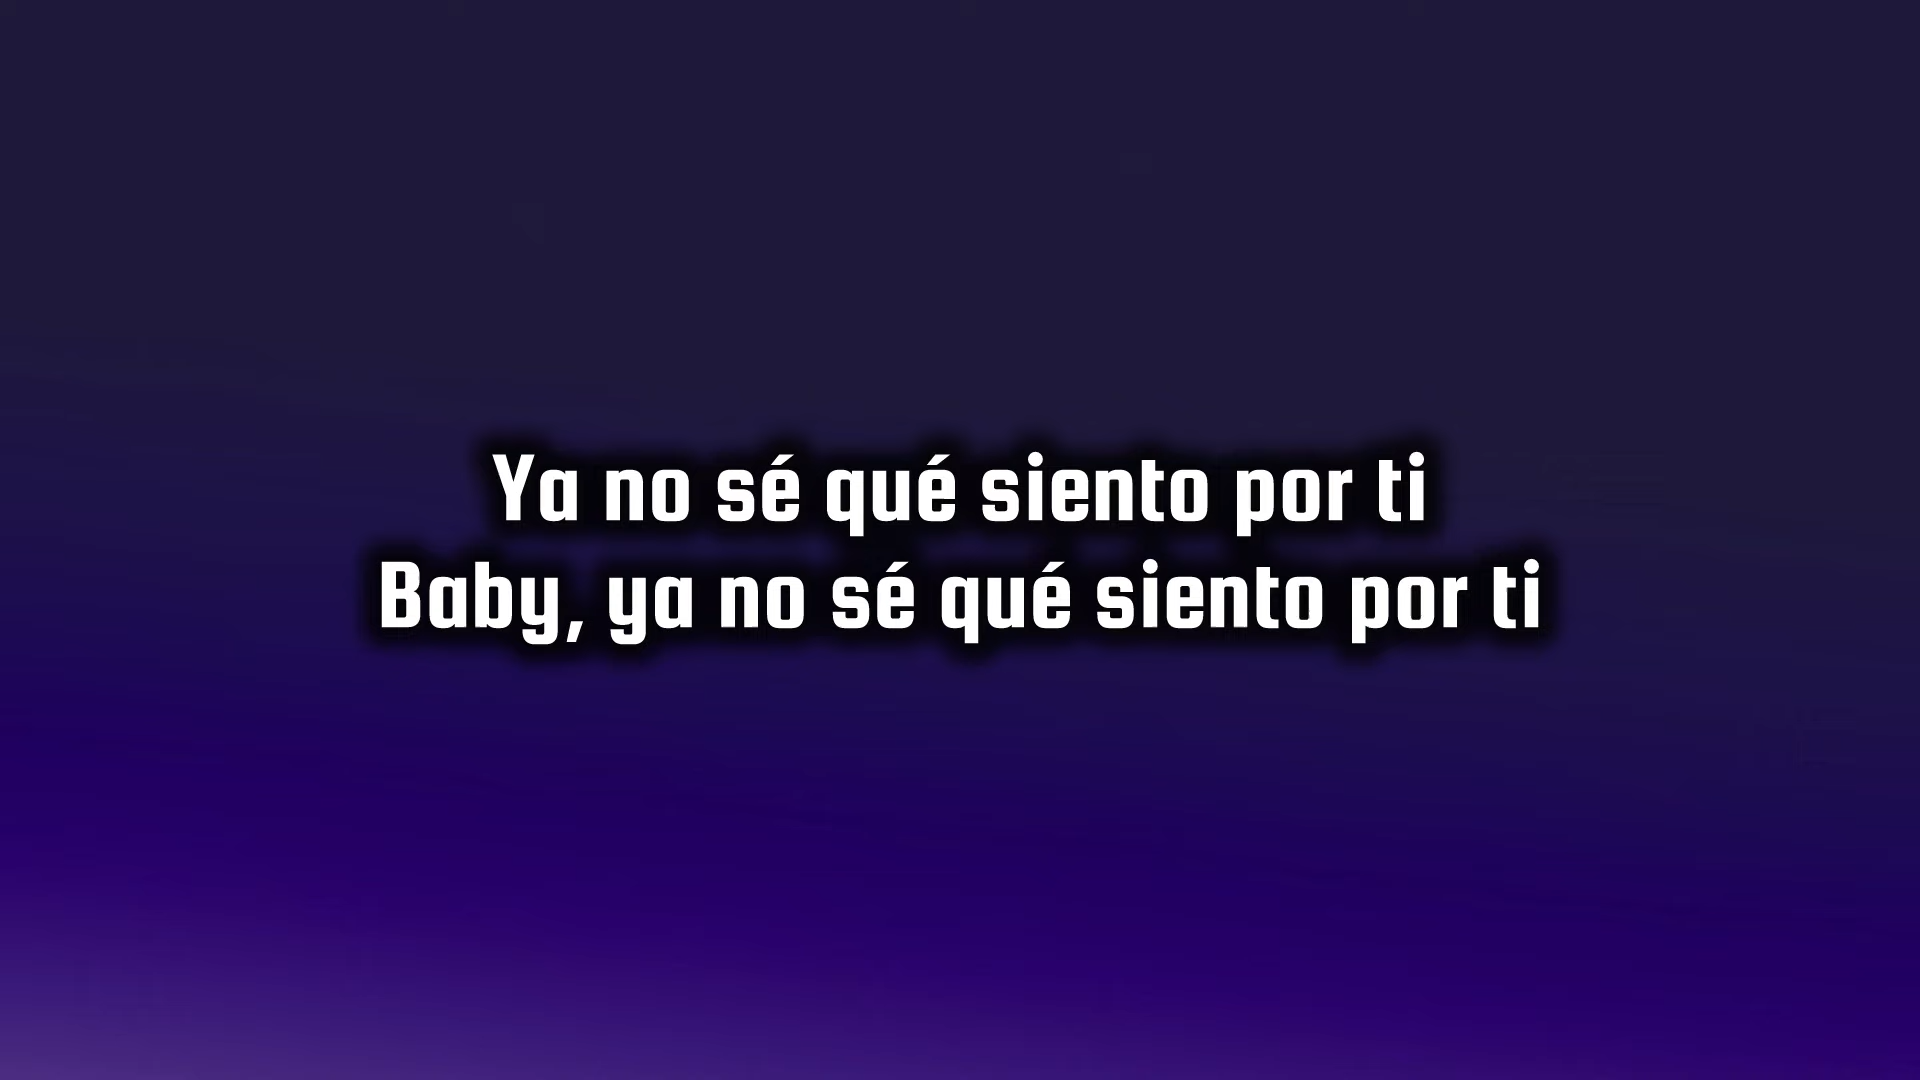 Ya no sé qué siento por ti
Baby, ya no sé qué siento por ti